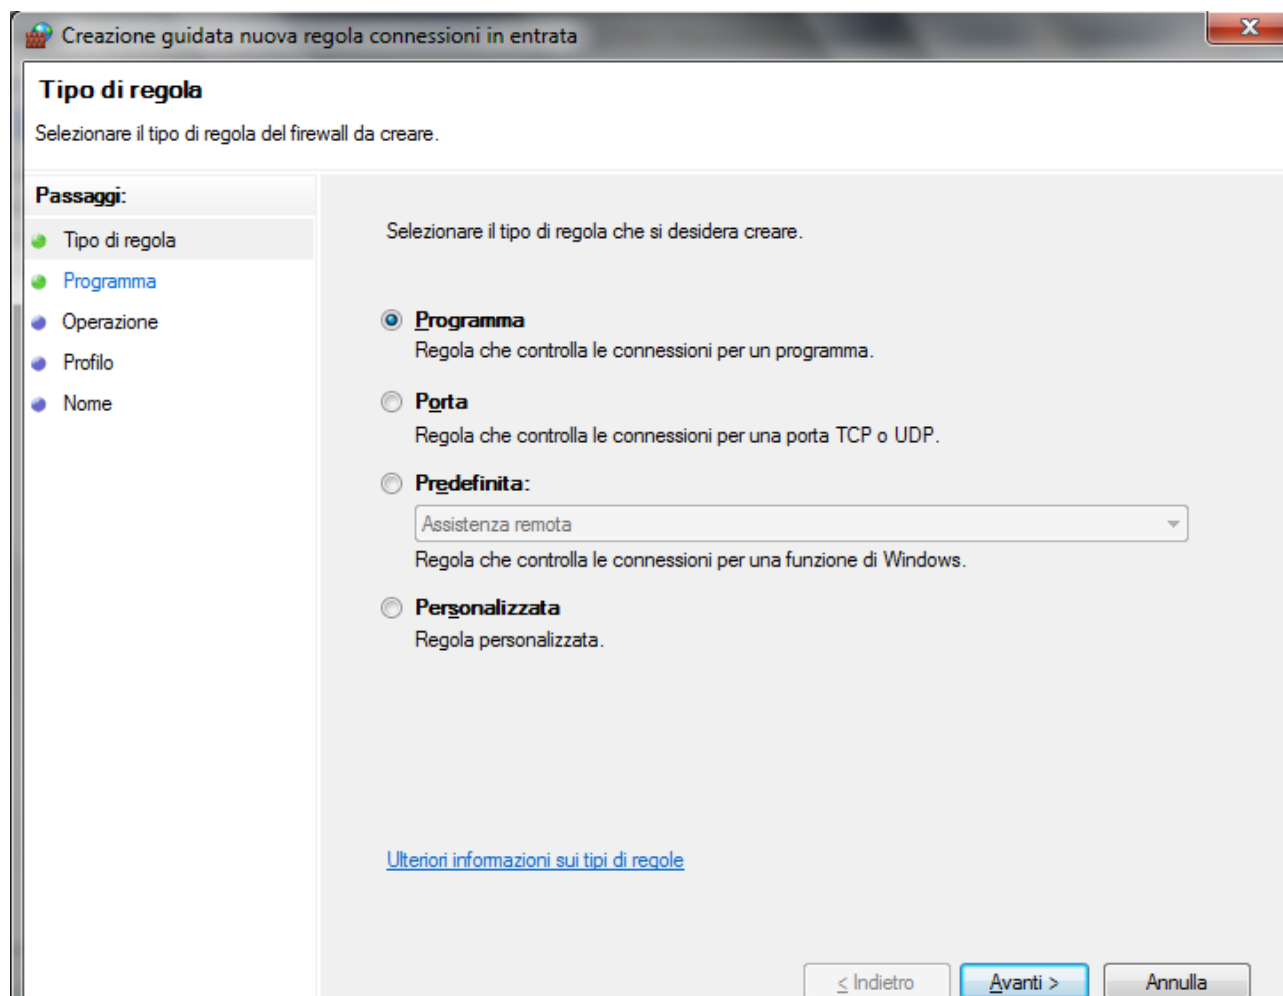 Creazione guidata nuova regola connessioni in entrata
X
Tipo di regola
Selezionare il tipo di regola del firewall da creare.
Passaggi:
Tipo di regola
Programma
Operazione
Profilo
Nome
Selezionare il tipo di regola che si desidera creare.
Programma
Regola che controlla le connessioni per un programma.
Porta
Regola che controlla le connessioni per una porta TCP o UDP.
Predefinita:
Assistenza remota
Regola che controlla le connessioni per una funzione di Windows.
Personalizzata
Regola personalizzata.
Ulteriori informazioni sui tipi di regole
< Indietro
Avanti >
Annulla